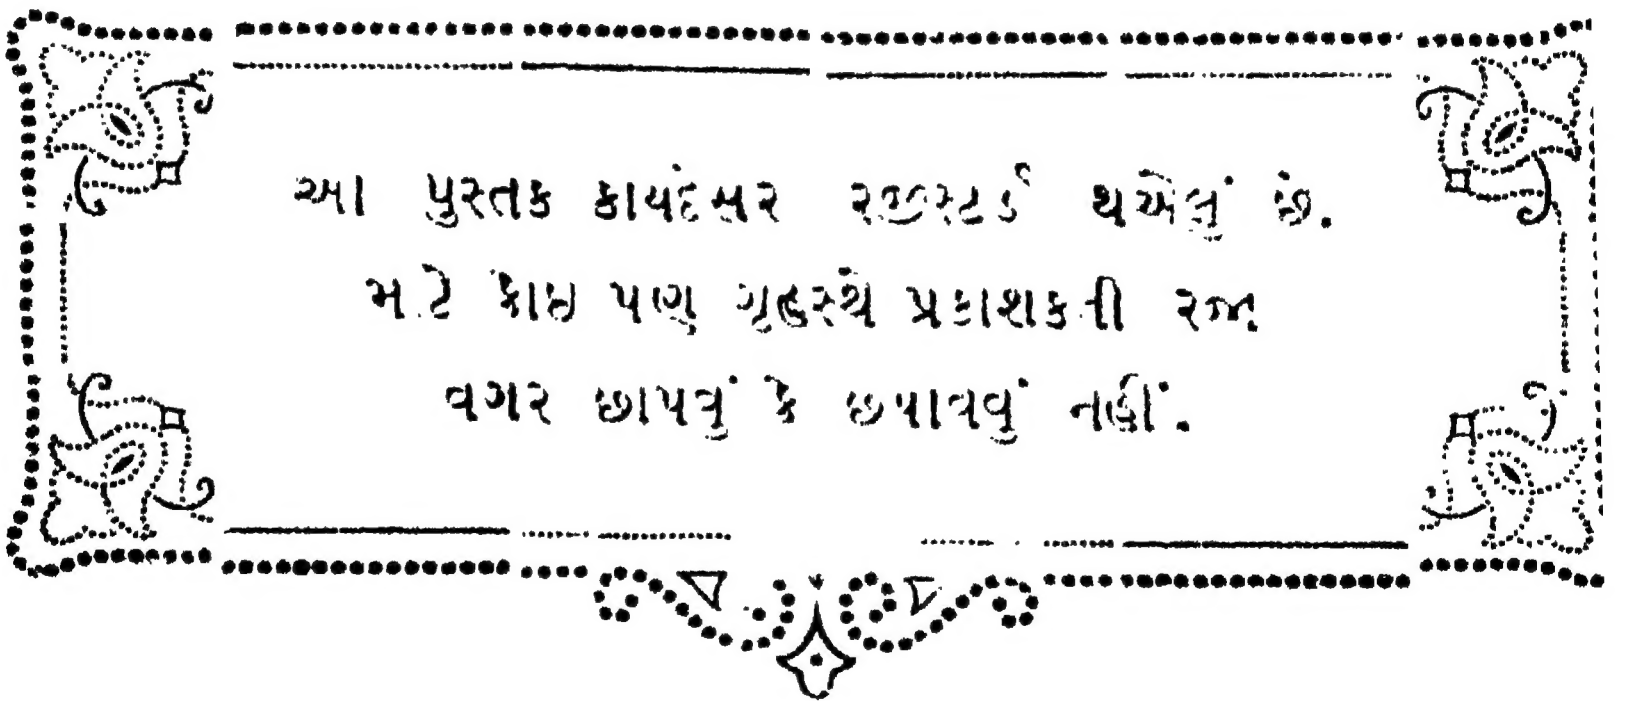 આ પુસ્તક કાયદેસર રજીસ્ટર્ડ થએલું છે.
માટે કોઇ પણ ગૃહસ્થે પ્રકાશકની રજા
વગર છાપવું કે છપાવવું નહીં.